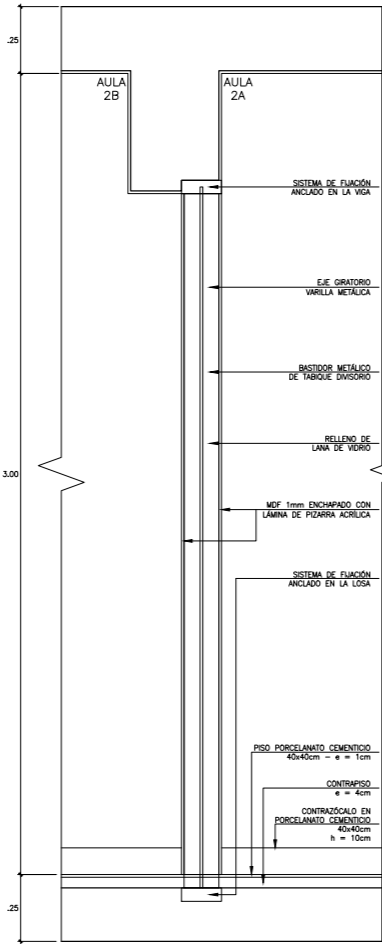 .25
AULA
2B
AULA
2A
SISTEMA DE FIJACIÓN
ANCLADO EN LA VIGA
EJE GIRATORIO
VARILLA METÁLICA
BASTIDOR METÁLICO
DE TABIQUE DIVISORIO
RELLENO DE
LANA DE VIDRIO
3.00
MDF 1mm ENCHAPADO CON
LÁMINA DE PIZARRA ACRÍLICA
SISTEMA DE FIJACIÓN
ANCLADO EN LA LOSA
PISO PORCELANATO CEMENTICIO
40x40cm - e = 1cm
CONTRAPISO
e = 4cm
CONTRAZÓCALO EN
PORCELANATO CEMENTICIO
40x40cm
h = 10cm
.25